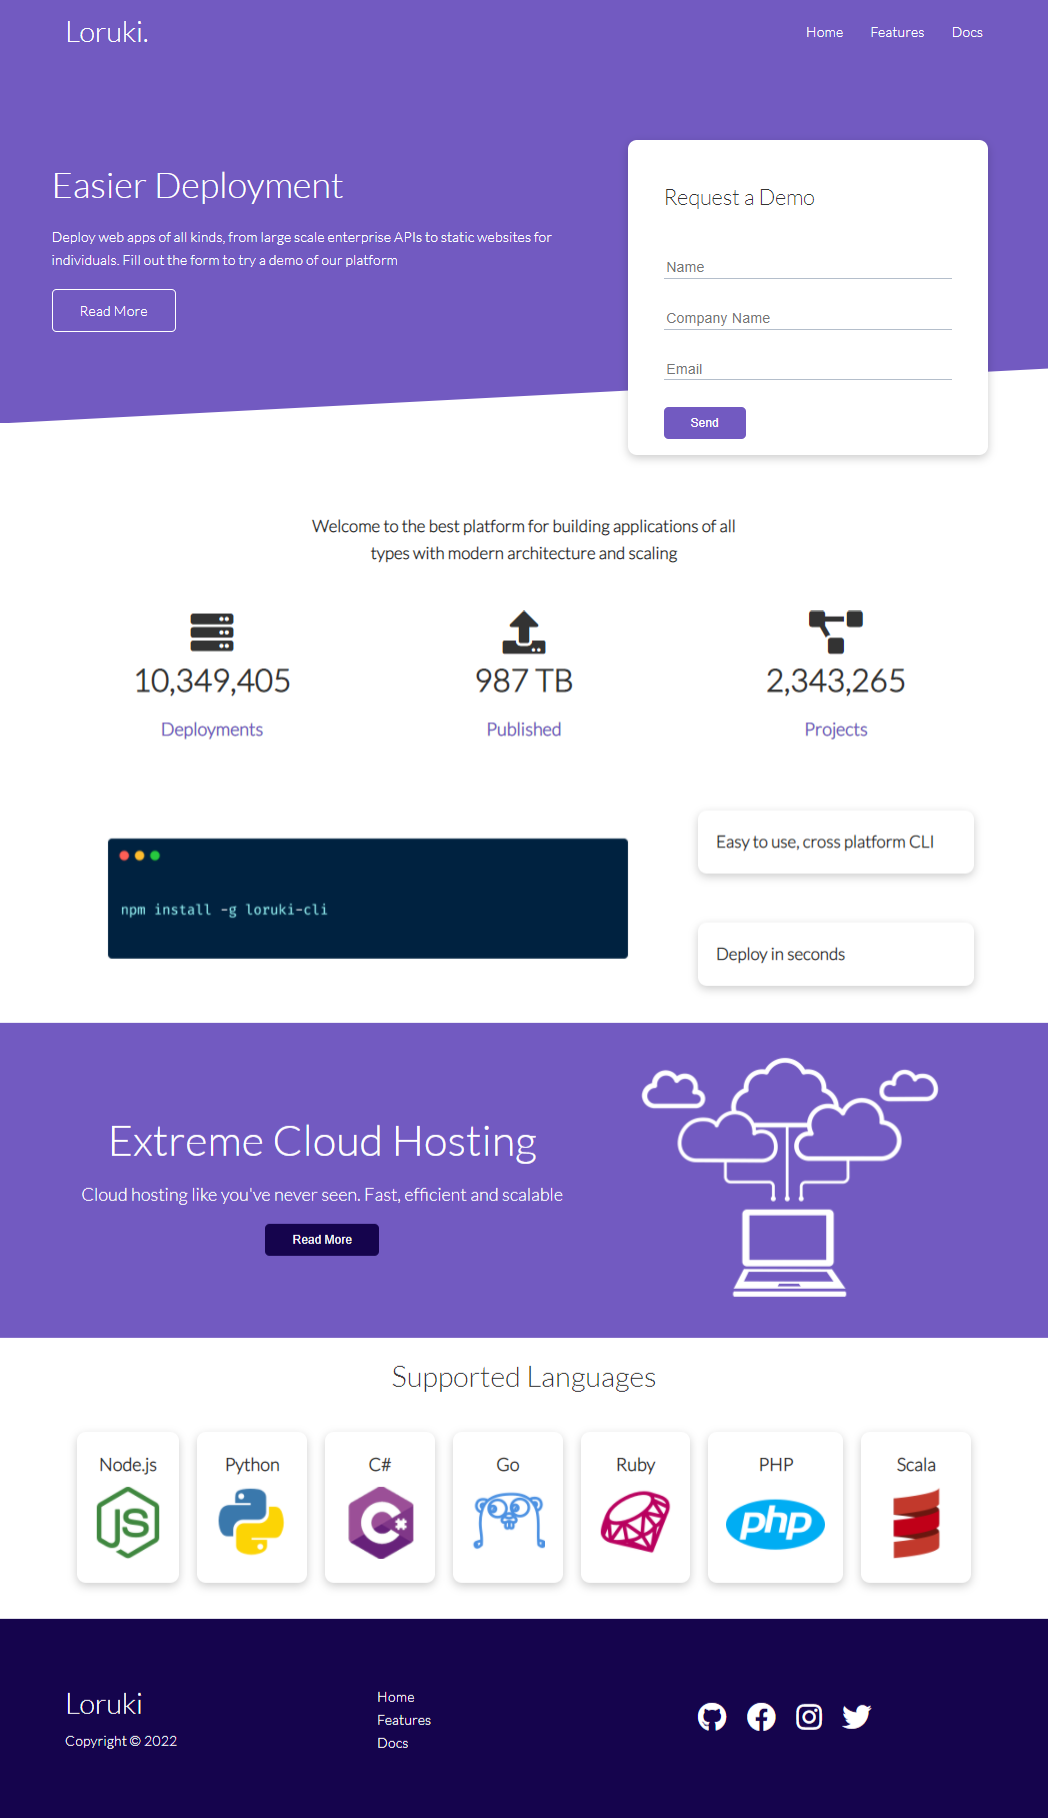 Loruki.
Home
Features
Docs
Easier Deployment
Deploy web apps of all kinds, from large scale enterprise APIs to static websites for
individuals. Fill out the form to try a demo of our platform
Read More
Request a Demo
Name
Company Name
Email
Send
Welcome to the best platform for building applications of all
types with modern architecture and scaling
10,349,405
Deployments
987 TB
Published
2,343,265
Projects
npm install -g loruki-cli
Easy to use, cross platform CLI
Deploy in seconds
Extreme Cloud Hosting
Cloud hosting like you've never seen. Fast, efficient and scalable
Read More
Supported Languages
Node.js
JS
Python
C#
C#
Go
Ruby
PHP
php
Scala
Loruki
Copyright © 2022
Home
Features
Docs